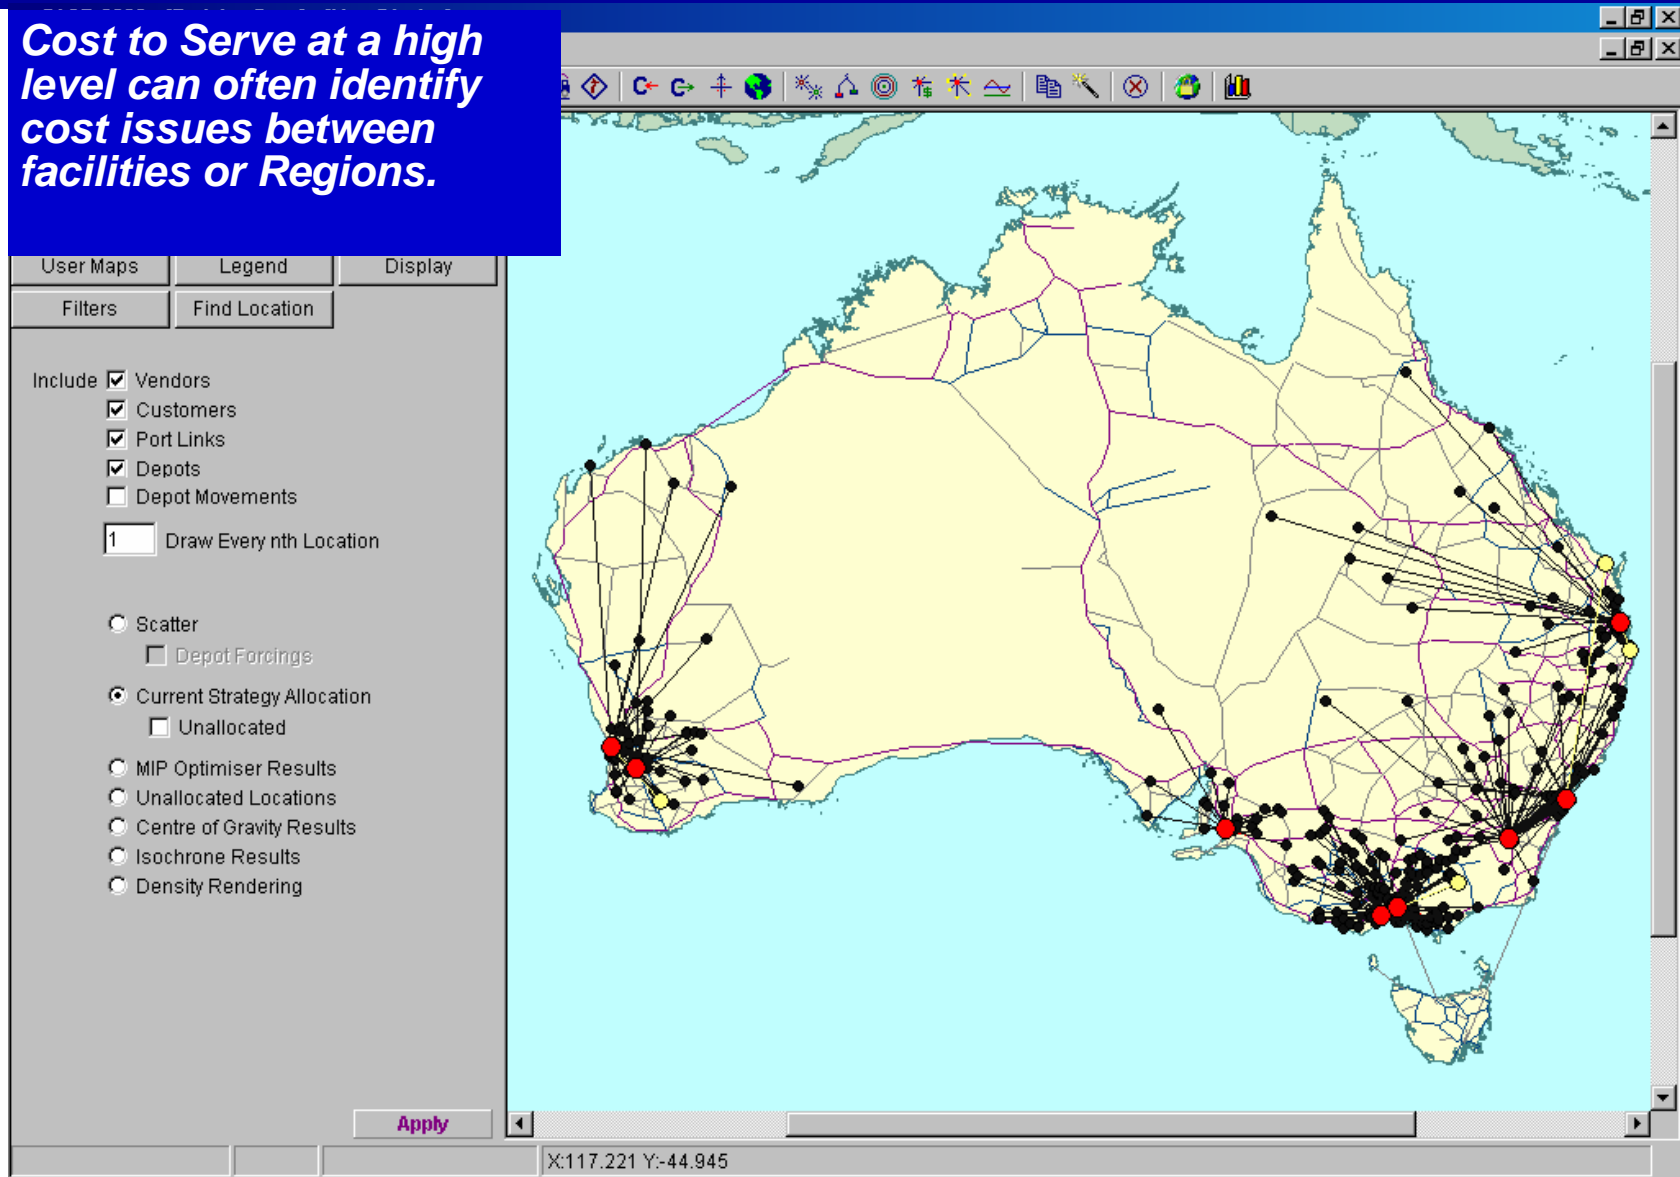 Cost to Serve at a high
level can often identify
cost issues between
facilities or Regions.
User Maps
Legend
Display
Filters
Find Location
Include Vendors
Customers
Port Links
Depots
Depot Movements
1 Draw Every nth Location
Scatter
Depot Forcings
Current Strategy Allocation
Unallocated
MIP Optimiser Results
Unallocated Locations
Centre of Gravity Results
Isochrone Results
Density Rendering
Apply
X:117.221 Y:-44.945